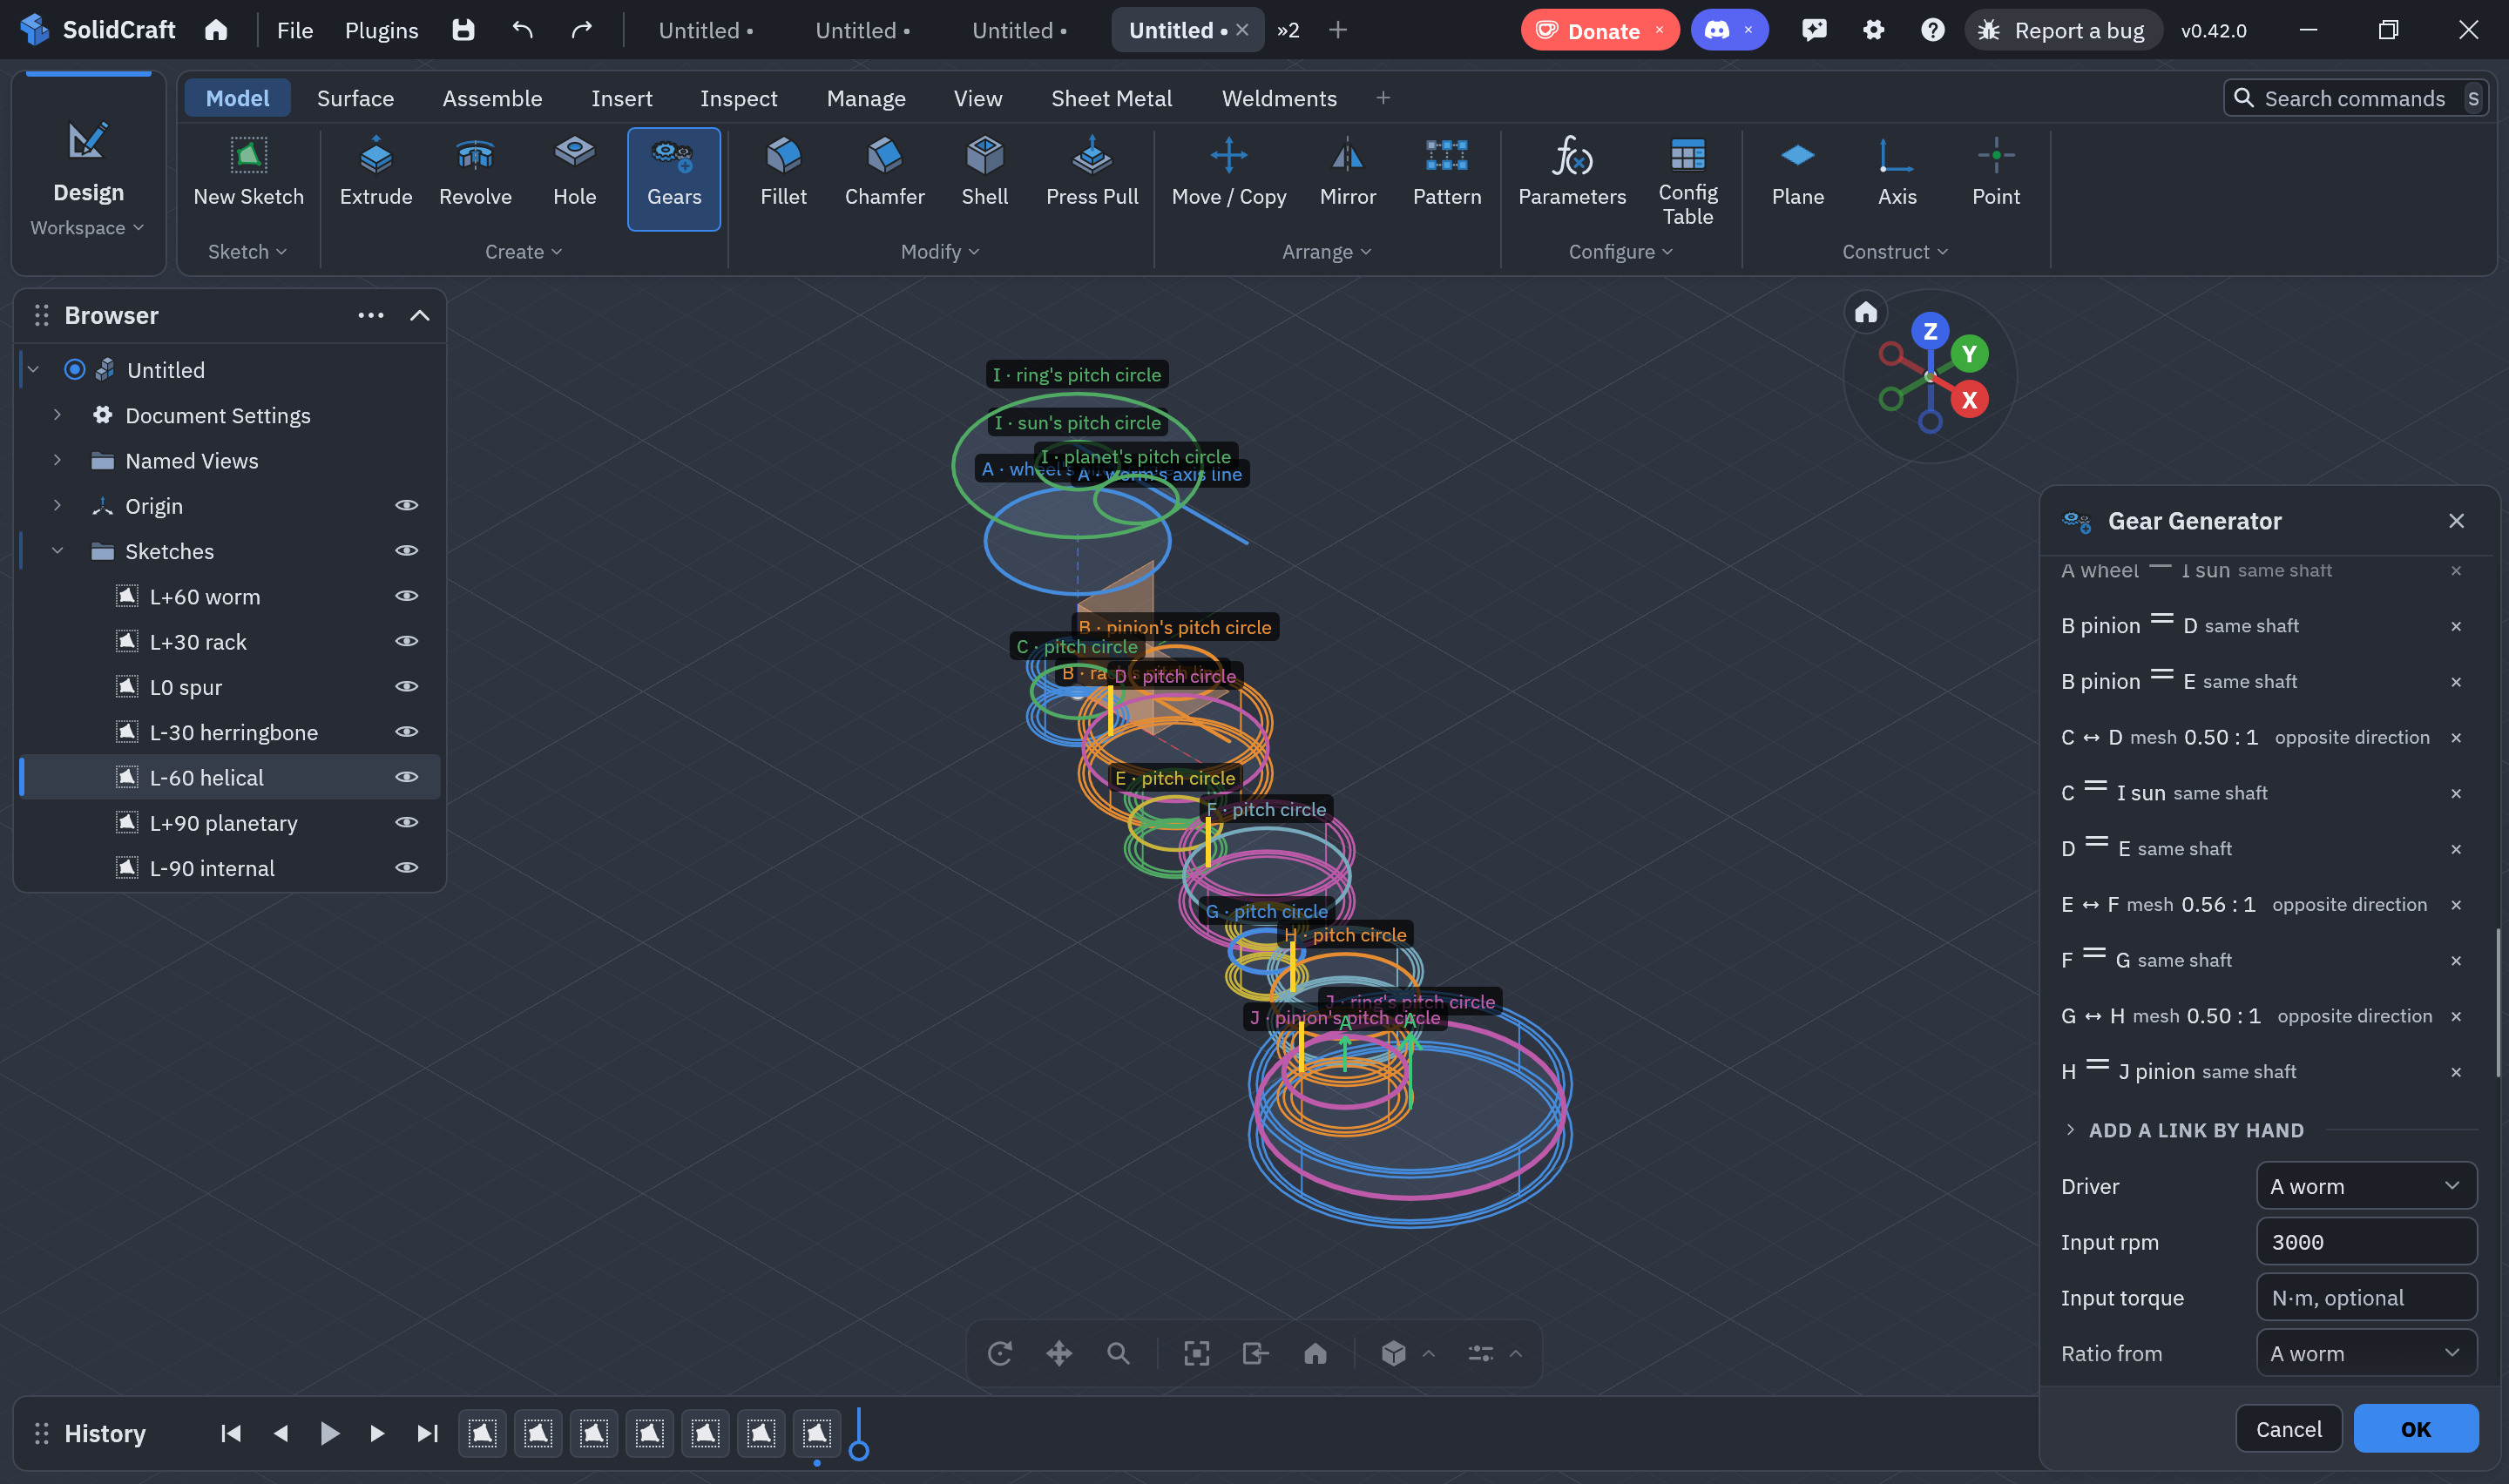 SolidCraft File Plugins Untitled • Untitled • Untitled • Untitled • × »2 + Donate × × Report a bug v0.42.0
Design
Workspace
Model Surface Assemble Insert Inspect Manage View Sheet Metal Weldments + Search commands S
New Sketch Extrude Revolve Hole Gears Fillet Chamfer Shell Press Pull Move / Copy Mirror Pattern Parameters Config Table Plane Axis Point
Sketch Create Modify Arrange Configure Construct
Browser
Untitled
Document Settings
Named Views
Origin
Sketches
L+60 worm
L+30 rack
L0 spur
L-30 herringbone
L-60 helical
L+90 planetary
L-90 internal
Z
Y
X
I · ring's pitch circle
I · sun's pitch circle
I · planet's pitch circle
A · wheel's
A · worm's axis line
B · pinion's pitch circle
C · pitch circle
B ·
D · pitch circle
E · pitch circle
F · pitch circle
G · pitch circle
H · pitch circle
J · ring's pitch circle
J · pinion's pitch circle
A
A
Gear Generator
A wheel = I sun same shaft ×
B pinion = D same shaft ×
B pinion = E same shaft ×
C ↔ D mesh 0.50 : 1 opposite direction ×
C = I sun same shaft ×
D = E same shaft ×
E ↔ F mesh 0.56 : 1 opposite direction ×
F = G same shaft ×
G ↔ H mesh 0.50 : 1 opposite direction ×
H = J pinion same shaft ×
ADD A LINK BY HAND
Driver A worm
Input rpm 3000
Input torque N·m, optional
Ratio from A worm
Cancel OK
History